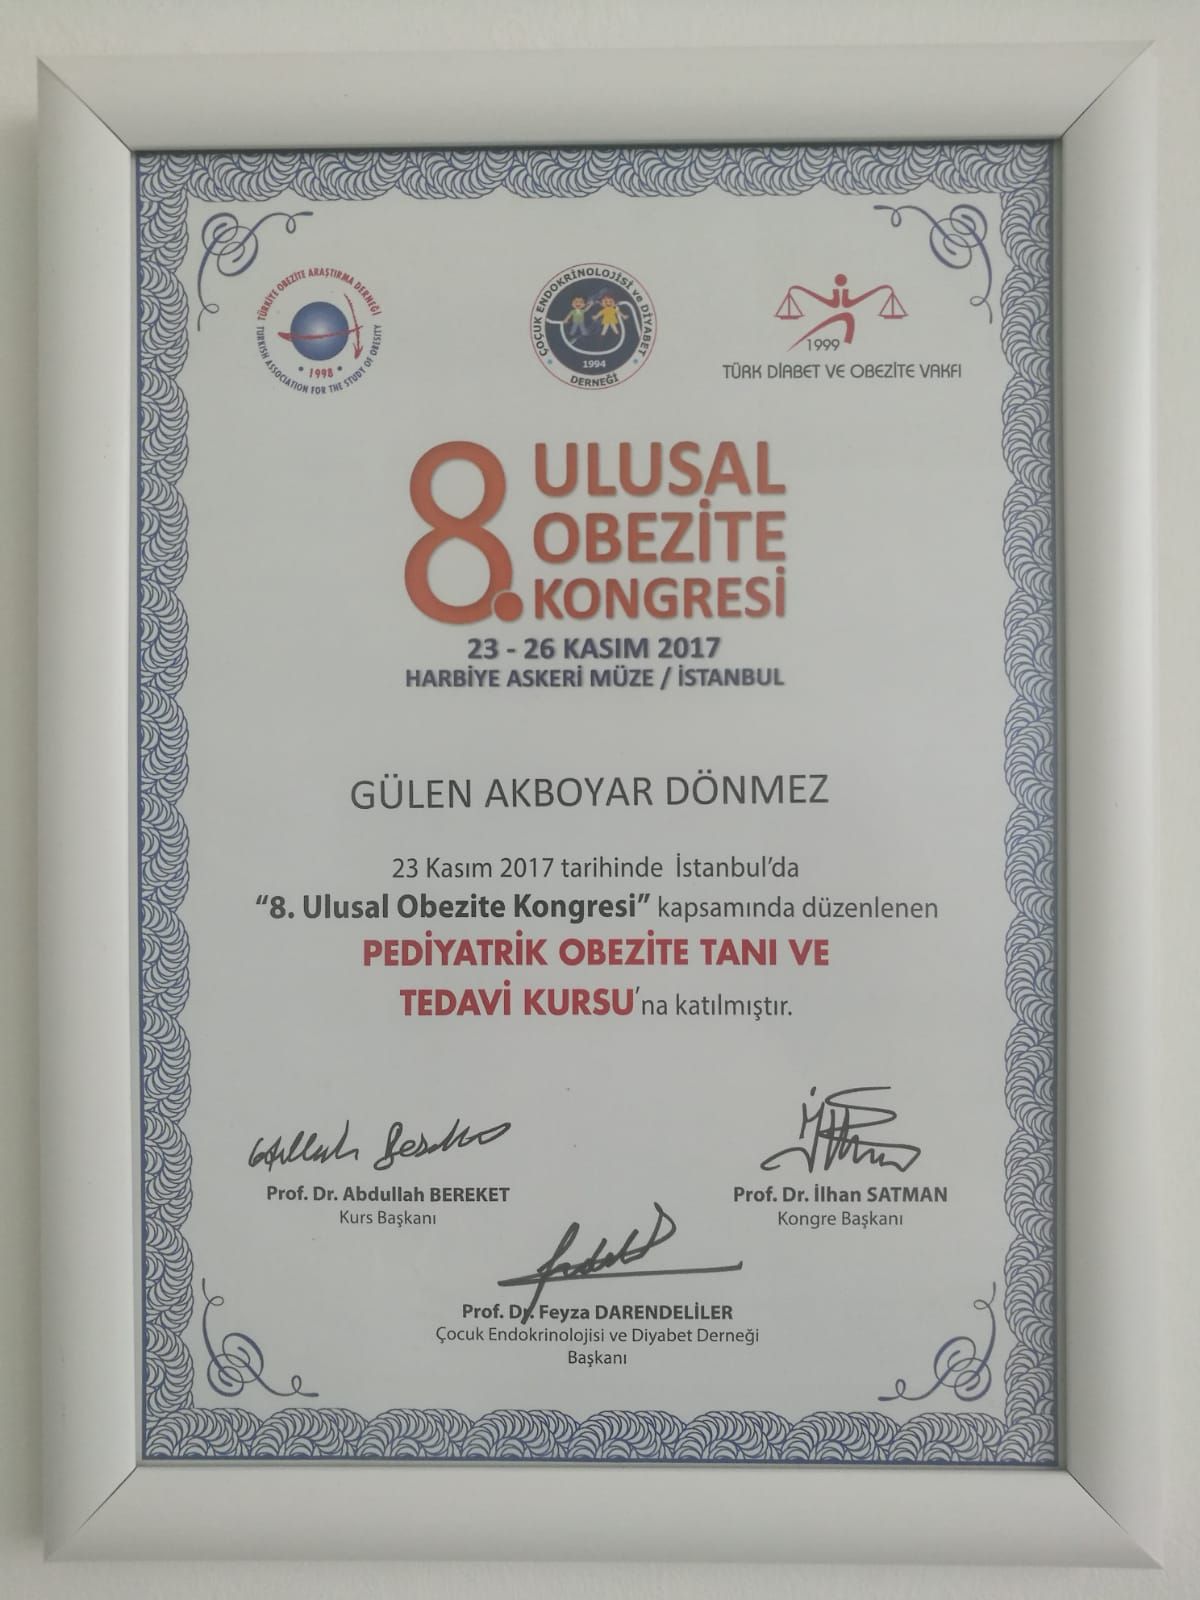 TÜRKİYE OBEZİTE ARAŞTIRMA DERNEĞİ
• 1998 •
TURKISH ASSOCIATION FOR THE STUDY OF OBESITY
ÇOÇUK ENDOKRİNOLOJİSİ ve DİYABET
1994
DERNEĞİ
1999
TÜRK DİABET VE OBEZİTE VAKFI
8. ULUSAL
OBEZİTE
KONGRESİ
23 - 26 KASIM 2017
HARBİYE ASKERİ MÜZE / İSTANBUL
GÜLEN AKBOYAR DÖNMEZ
23 Kasım 2017 tarihinde İstanbul’da
“8. Ulusal Obezite Kongresi” kapsamında düzenlenen
PEDİYATRİK OBEZİTE TANI VE
TEDAVİ KURSU’na katılmıştır.
Prof. Dr. Abdullah BEREKET
Kurs Başkanı
Prof. Dr. İlhan SATMAN
Kongre Başkanı
Prof. Dr. Feyza DARENDELİLER
Çocuk Endokrinolojisi ve Diyabet Derneği
Başkanı